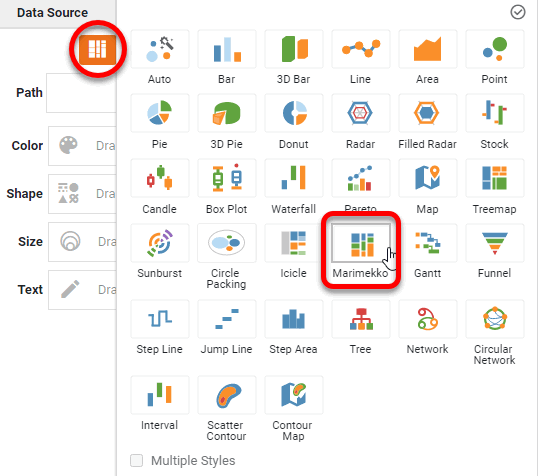 Data Source
Path
Color Dra
Shape Dra
Size Dra
Text Dra
Auto Bar 3D Bar Line Area Point
Pie 3D Pie Donut Radar Filled Radar Stock
Candle Box Plot Waterfall Pareto Map Treemap
Sunburst Circle Packing Icicle Marimekko Gantt Funnel
Step Line Jump Line Step Area Tree Network Circular Network
Interval Scatter Contour Contour Map
Multiple Styles